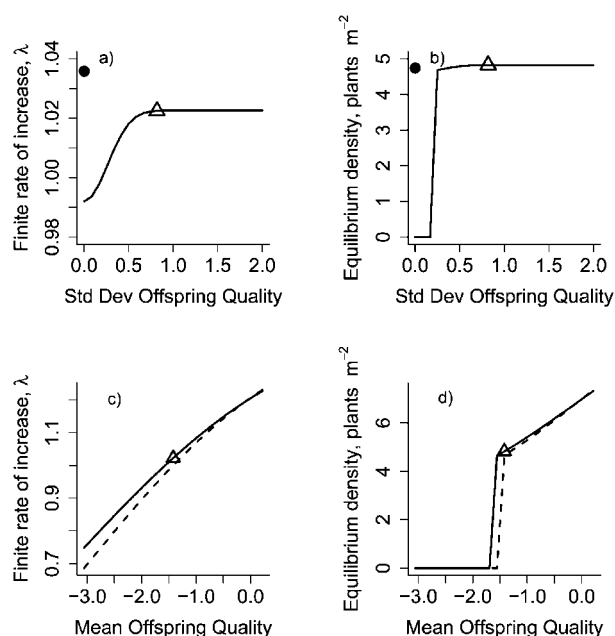 a)
Finite rate of increase, λ
0.98 1.00 1.02 1.04
0.0 0.5 1.0 1.5 2.0
Std Dev Offspring Quality
b)
Equilibrium density, plants m⁻²
0 1 2 3 4 5
0.0 0.5 1.0 1.5 2.0
Std Dev Offspring Quality
c)
Finite rate of increase, λ
0.7 0.9 1.1
−3.0 −2.0 −1.0 0.0
Mean Offspring Quality
d)
Equilibrium density, plants m⁻²
0 2 4 6
−3.0 −2.0 −1.0 0.0
Mean Offspring Quality